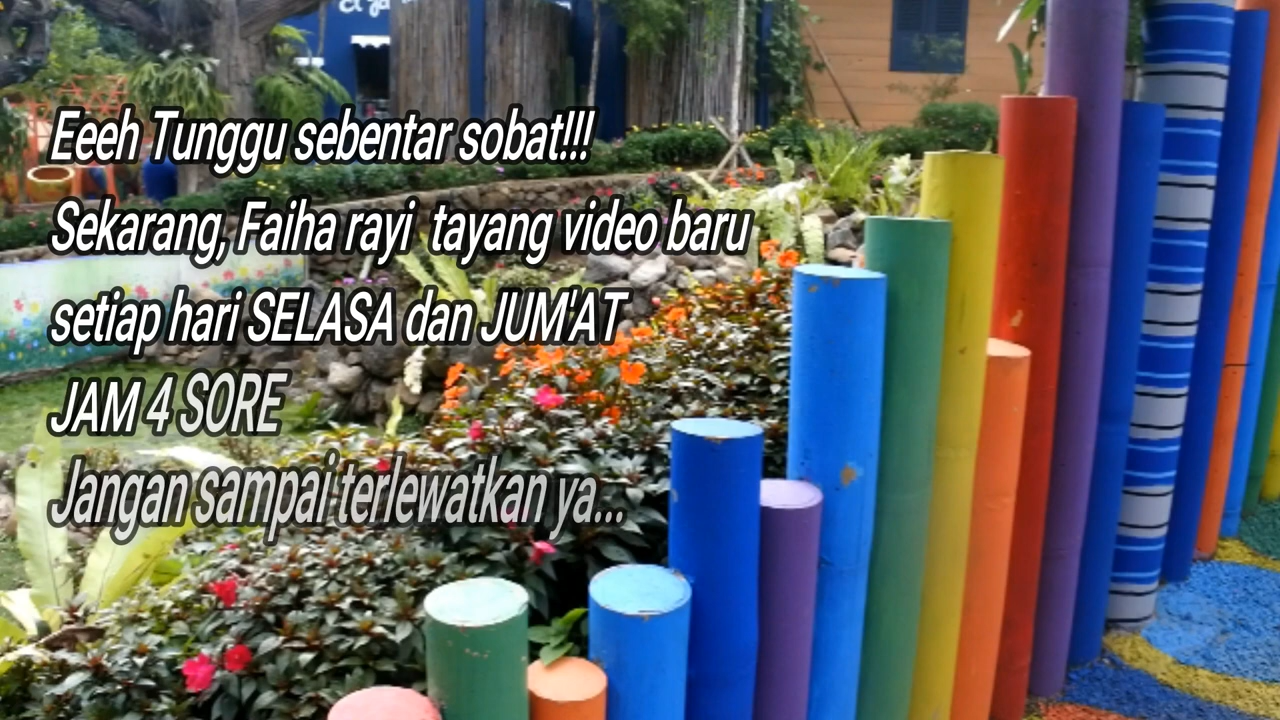 Eeeh Tunggu sebentar sobat!!!
Sekarang, Faiha rayi tayang video baru
setiap hari SELASA dan JUM'AT
JAM 4 SORE
Jangan sampai terlewatkan ya...